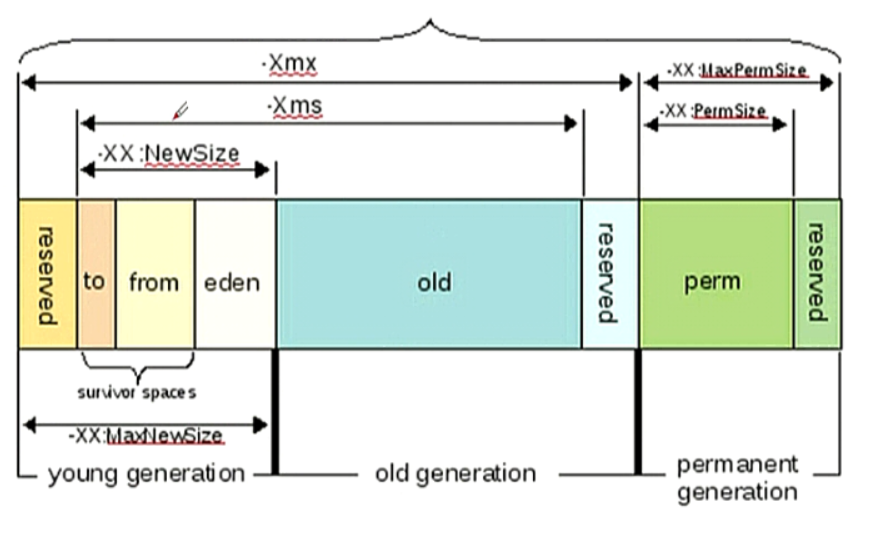 -Xmx
-XX:MaxPermSize
-Xms
-XX:PermSize
-XX:NewSize
reserved
to
from
eden
old
reserved
perm
reserved
survivor spaces
-XX:MaxNewSize
young generation
old generation
permanent
generation